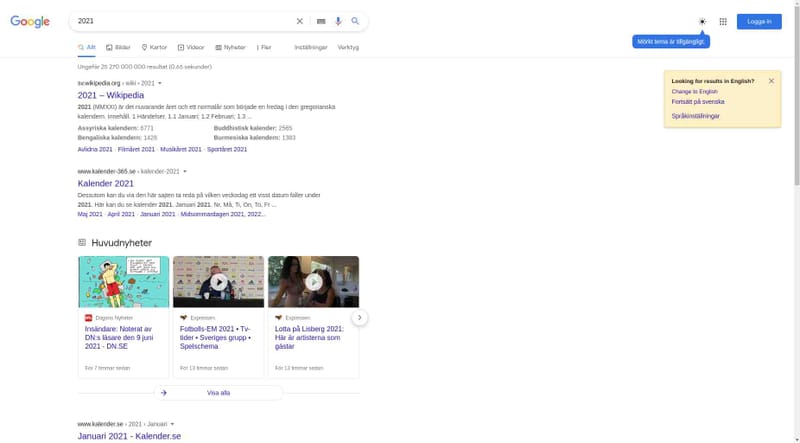 Google
2021
Logga in
Mörkt tema är tillgängligt.
Allt
Bilder
Kartor
Videor
Nyheter
Fler
Inställningar
Verktyg
Ungefär 25 270 000 000 resultat (0,65 sekunder)
Looking for results in English?
Change to English
Fortsätt på svenska
Språkinställningar
sv.wikipedia.org › wiki › 2021
2021 – Wikipedia
2021 (MMXXI) är det nuvarande året och ett normalår som började en fredag i den gregorianska
kalendern. Innehåll. 1 Händelser. 1.1 Januari; 1.2 Februari; 1.3 ...
Assyriska kalendern: 6771
Buddhistisk kalender: 2565
Bengaliska kalendern: 1428
Burmesiska kalendern: 1383
Avlidna 2021 · Filmåret 2021 · Musikåret 2021 · Sportåret 2021
www.kalender-365.se › kalender-2021
Kalender 2021
Dessutom kan du via den här sajten ta reda på vilken veckodag ett visst datum faller under
2021. Här kan du se kalender 2021. Januari 2021. Nr, Må, Ti, On, To, Fr ...
Maj 2021 · April 2021 · Januari 2021 · Midsommardagen 2021, 2022...
Huvudnyheter
Dagens Nyheter
Insändare: Noterat av
DN:s läsare den 9 juni
2021 - DN.SE
För 7 timmar sedan
Expressen
Fotbolls-EM 2021 • Tv-
tider • Sveriges grupp •
Spelschema
För 13 timmar sedan
Expressen
Lotta på Liseberg 2021:
Här är artisterna som
gästar
För 13 timmar sedan
Visa alla
www.kalender.se › 2021 › Januari
Januari 2021 - Kalender.se